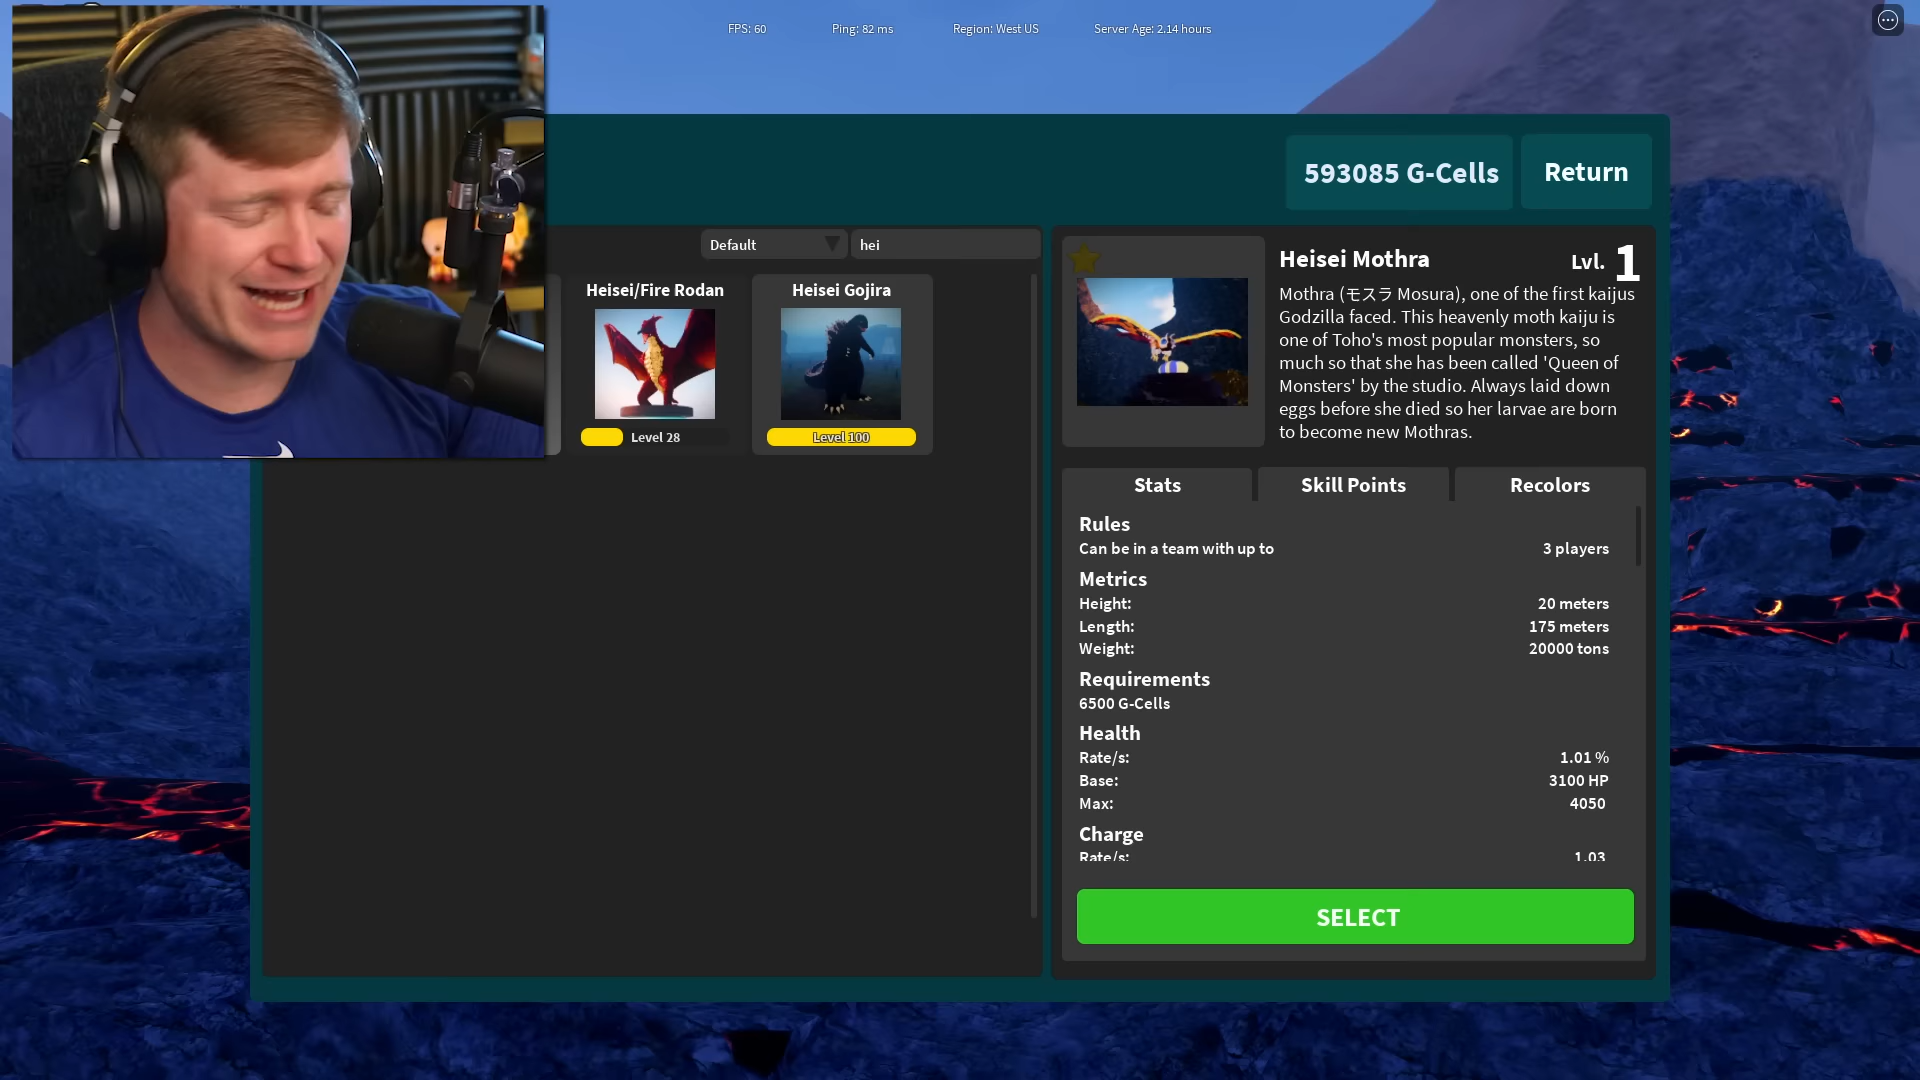 FPS: 60
Ping: 82 ms
Region: West US
Server Age: 2.14 hours
593085 G-Cells
Return
Default
hei
Heisei/Fire Rodan
Level 28
Heisei Gojira
Level 100
Heisei Mothra
Lvl. 1
Mothra (モスラ Mosura), one of the first kaijus
Godzilla faced. This heavenly moth kaiju is
one of Toho's most popular monsters, so
much so that she has been called 'Queen of
Monsters' by the studio. Always laid down
eggs before she died so her larvae are born
to become new Mothras.
Stats
Skill Points
Recolors
Rules
Can be in a team with up to 3 players
Metrics
Height: 20 meters
Length: 175 meters
Weight: 20000 tons
Requirements
6500 G-Cells
Health
Rate/s: 1.01 %
Base: 3100 HP
Max: 4050
Charge
Rate/s: 1.03
SELECT